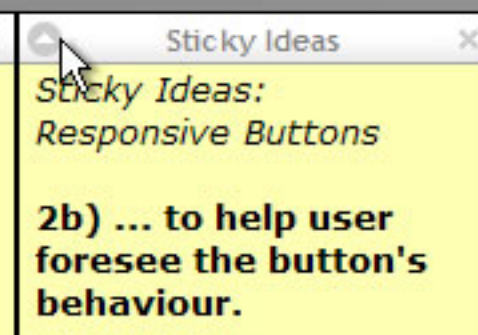 Sticky Ideas
Sticky Ideas:
Responsive Buttons
2b) ... to help user
foresee the button's
behaviour.